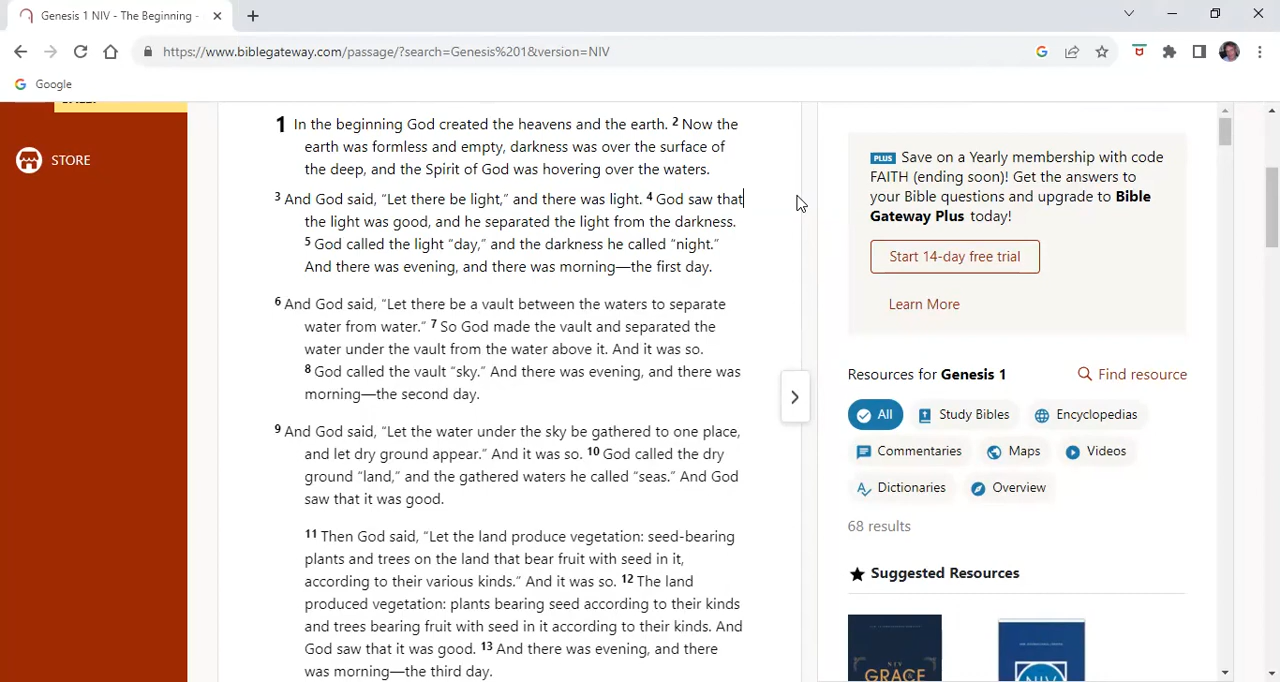 Genesis 1 NIV - The Beginning -
https://www.biblegateway.com/passage/?search=Genesis%201&version=NIV
Google
STORE
1 In the beginning God created the heavens and the earth. 2 Now the
earth was formless and empty, darkness was over the surface of
the deep, and the Spirit of God was hovering over the waters.
3 And God said, “Let there be light,” and there was light. 4 God saw that
the light was good, and he separated the light from the darkness.
5 God called the light “day,” and the darkness he called “night.”
And there was evening, and there was morning—the first day.
6 And God said, “Let there be a vault between the waters to separate
water from water.” 7 So God made the vault and separated the
water under the vault from the water above it. And it was so.
8 God called the vault “sky.” And there was evening, and there was
morning—the second day.
9 And God said, “Let the water under the sky be gathered to one place,
and let dry ground appear.” And it was so. 10 God called the dry
ground “land,” and the gathered waters he called “seas.” And God
saw that it was good.
11 Then God said, “Let the land produce vegetation: seed-bearing
plants and trees on the land that bear fruit with seed in it,
according to their various kinds.” And it was so. 12 The land
produced vegetation: plants bearing seed according to their kinds
and trees bearing fruit with seed in it according to their kinds. And
God saw that it was good. 13 And there was evening, and there
was morning—the third day.
PLUS Save on a Yearly membership with code
FAITH (ending soon)! Get the answers to
your Bible questions and upgrade to Bible
Gateway Plus today!
Start 14-day free trial
Learn More
Resources for Genesis 1 Find resource
All Study Bibles Encyclopedias
Commentaries Maps Videos
Dictionaries Overview
68 results
Suggested Resources
NIV
GRACE
NIV